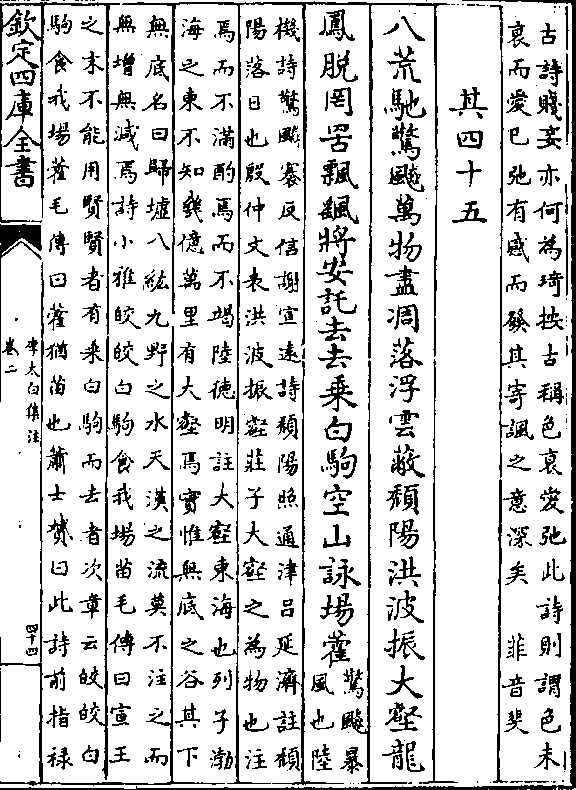 古詩賤妾亦何為琦按古稱色衰愛弛此詩則謂色未
衰而愛已弛有感而發其寄諷之意深矣　菲音斐
其四十五
八荒馳驚飈萬物盡凋落浮雲蔽頹陽洪波振大壑龍
鳳脫罔罟飄颻將安託去去乘白駒空山詠場藿
驚飈暴
風也陸
機詩驚飈褰反信謝宣遠詩頹陽照通津呂延濟註頹
陽落日也殷仲文表洪波振壑莊子大壑之為物也注
焉而不滿酌焉而不竭陸德明註大壑東海也列子渤
海之東不知幾億萬里有大壑焉實惟無底之谷其下
無底名曰歸墟八紘九野之水天漢之流莫不注之而
無增無減焉詩小雅皎皎白駒食我場苗毛傳曰宣王
之末不能用賢賢者有乘白駒而去者次章云皎皎白
駒食我場藿毛傳曰藿猶苗也蕭士贇曰此詩前指祿
欽定四庫全書
李太白集注
卷二
四十四